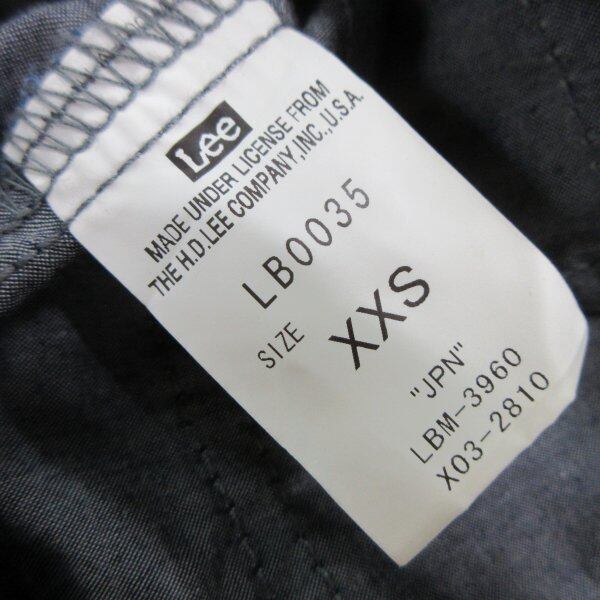 Lee
MADE UNDER LICENSE FROM
THE H.D.LEE COMPANY,INC.,U.S.A.
LB0035
SIZE XXS
"JPN"
LBM-3960
X03-2810